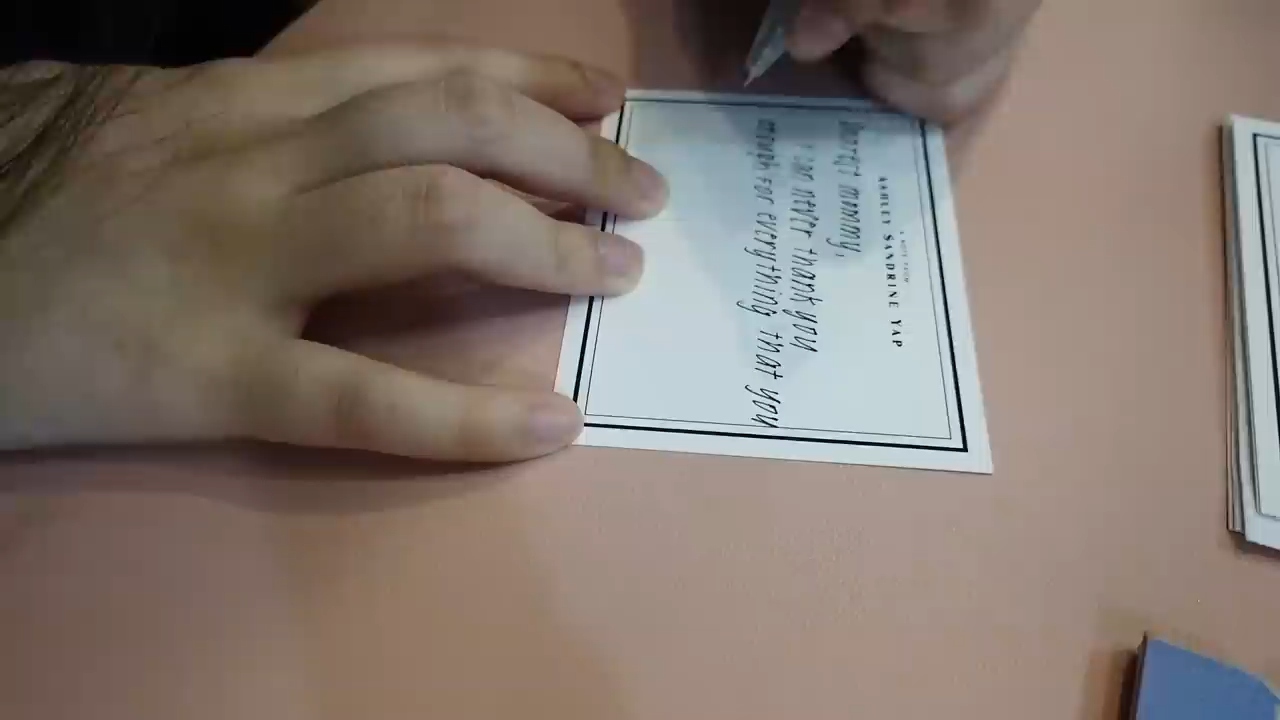 A NOTE FROM
ASHLEY SANDRINE YAP
Dearest mommy,
I can never thank you
enough for everything that you